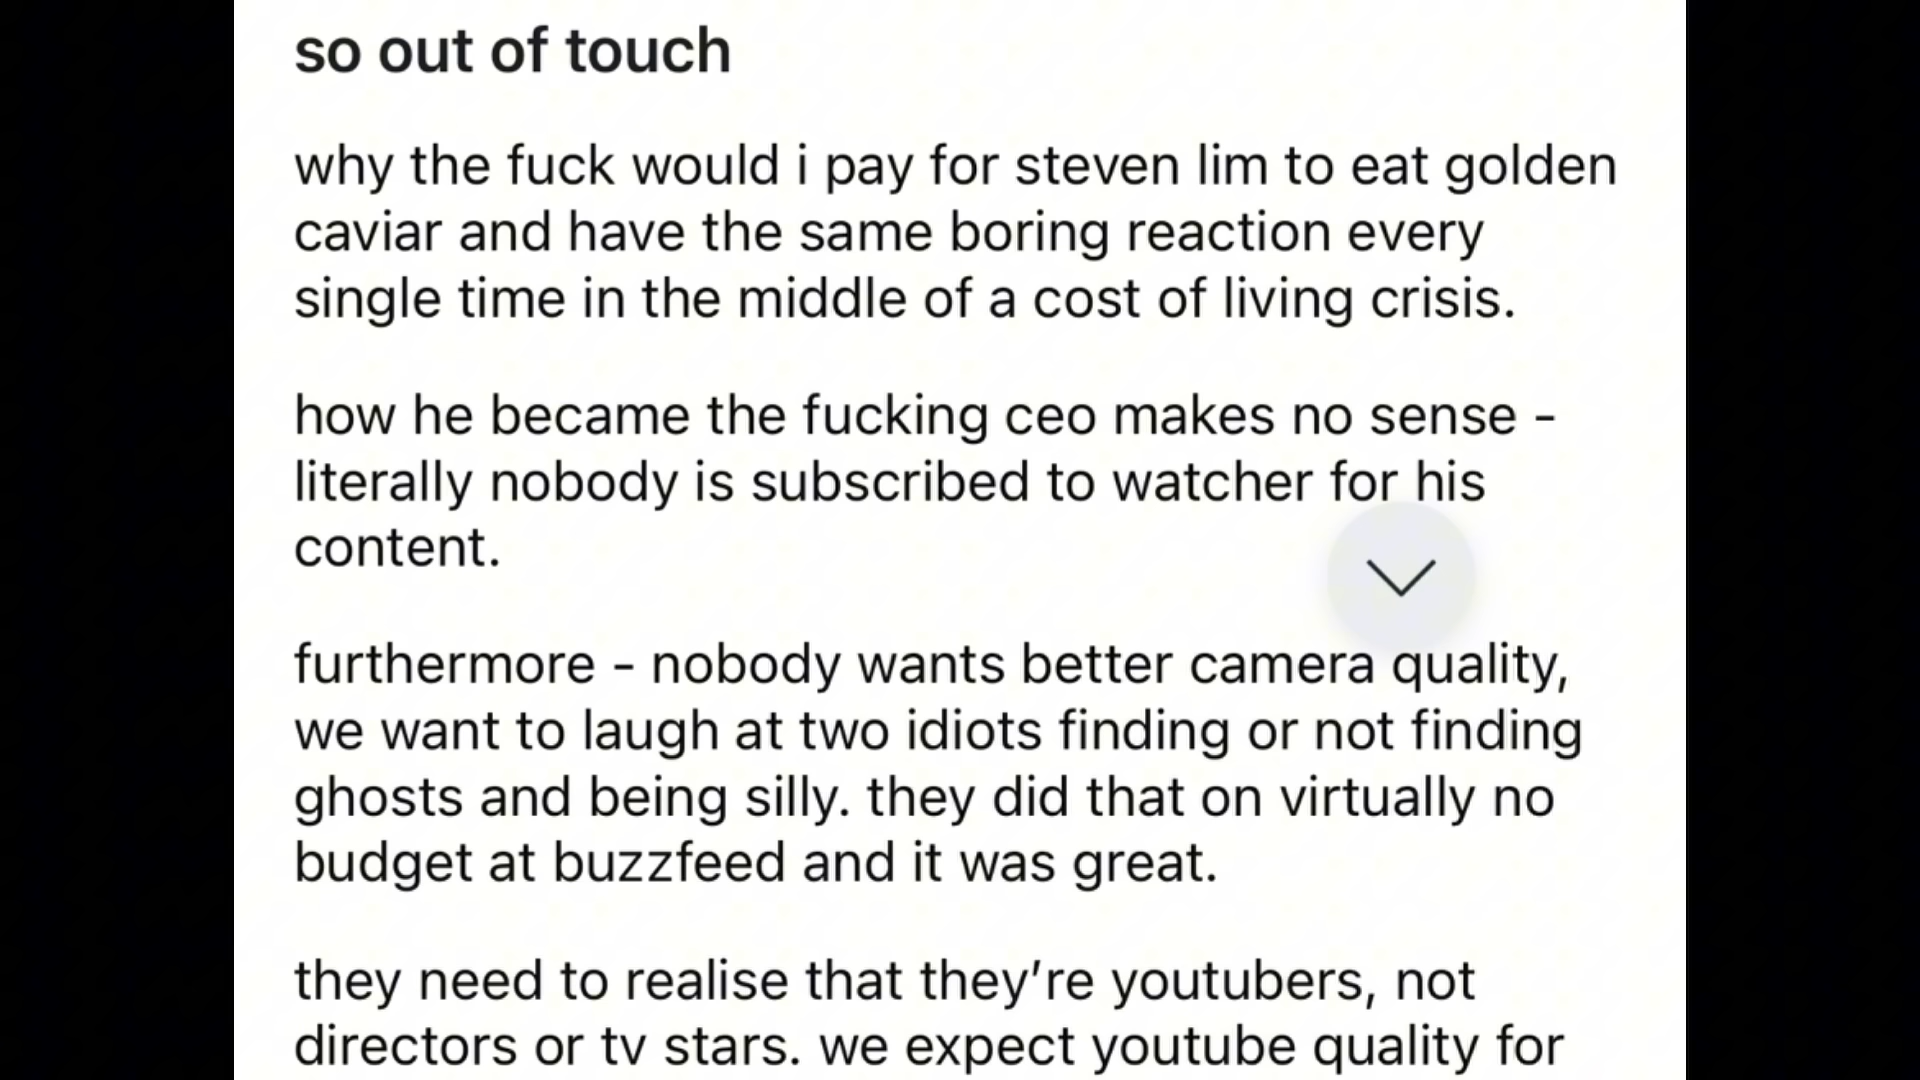 so out of touch
why the fuck would i pay for steven lim to eat golden
caviar and have the same boring reaction every
single time in the middle of a cost of living crisis.
how he became the fucking ceo makes no sense -
literally nobody is subscribed to watcher for his
content.
furthermore - nobody wants better camera quality,
we want to laugh at two idiots finding or not finding
ghosts and being silly. they did that on virtually no
budget at buzzfeed and it was great.
they need to realise that they’re youtubers, not
directors or tv stars. we expect youtube quality for